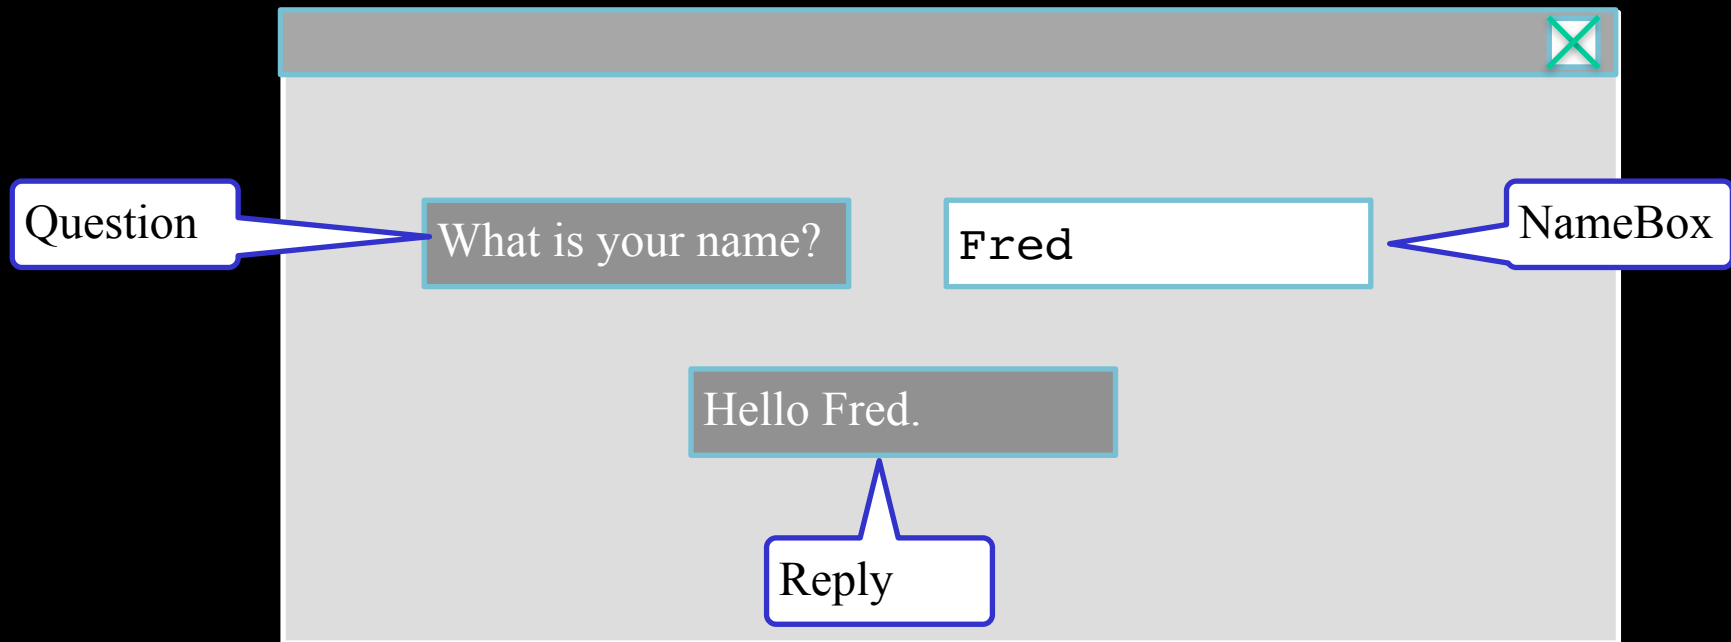 Question
What is your name?
Fred
NameBox
Hello Fred.
Reply